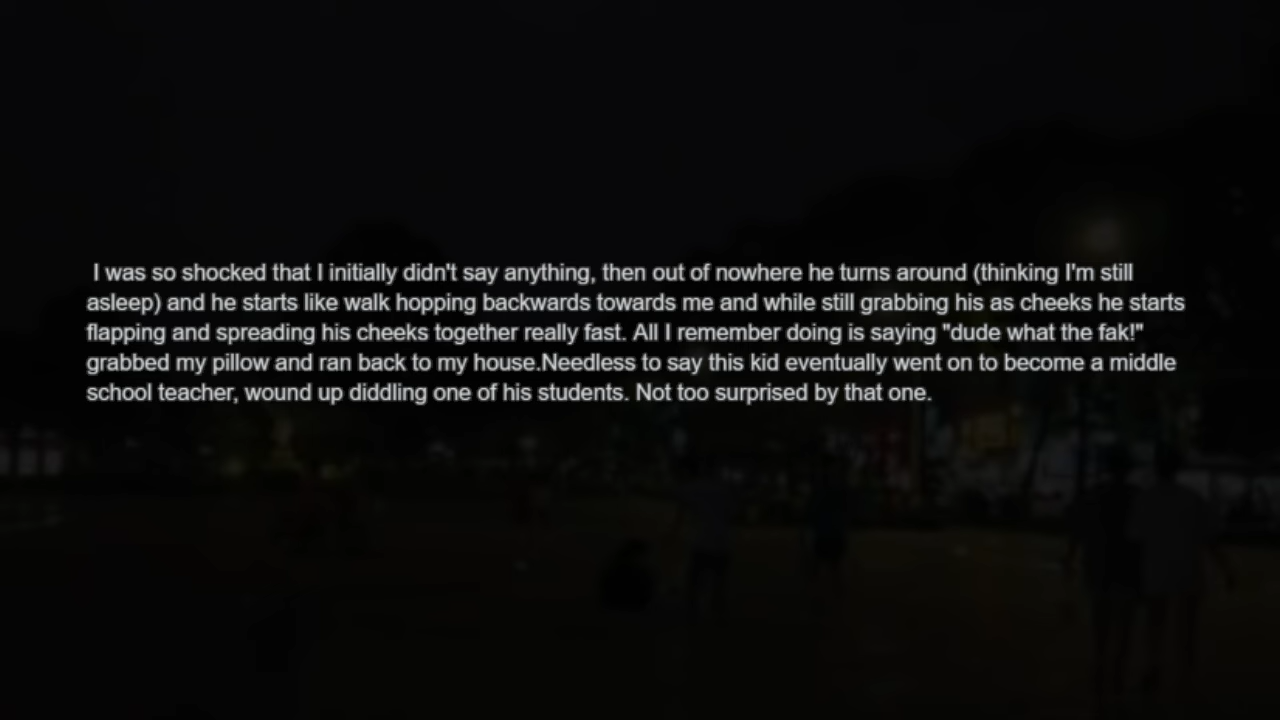 I was so shocked that I initially didn't say anything, then out of nowhere he turns around (thinking I'm still
asleep) and he starts like walk hopping backwards towards me and while still grabbing his as cheeks he starts
flapping and spreading his cheeks together really fast. All I remember doing is saying "dude what the fak!"
grabbed my pillow and ran back to my house.Needless to say this kid eventually went on to become a middle
school teacher, wound up diddling one of his students. Not too surprised by that one.